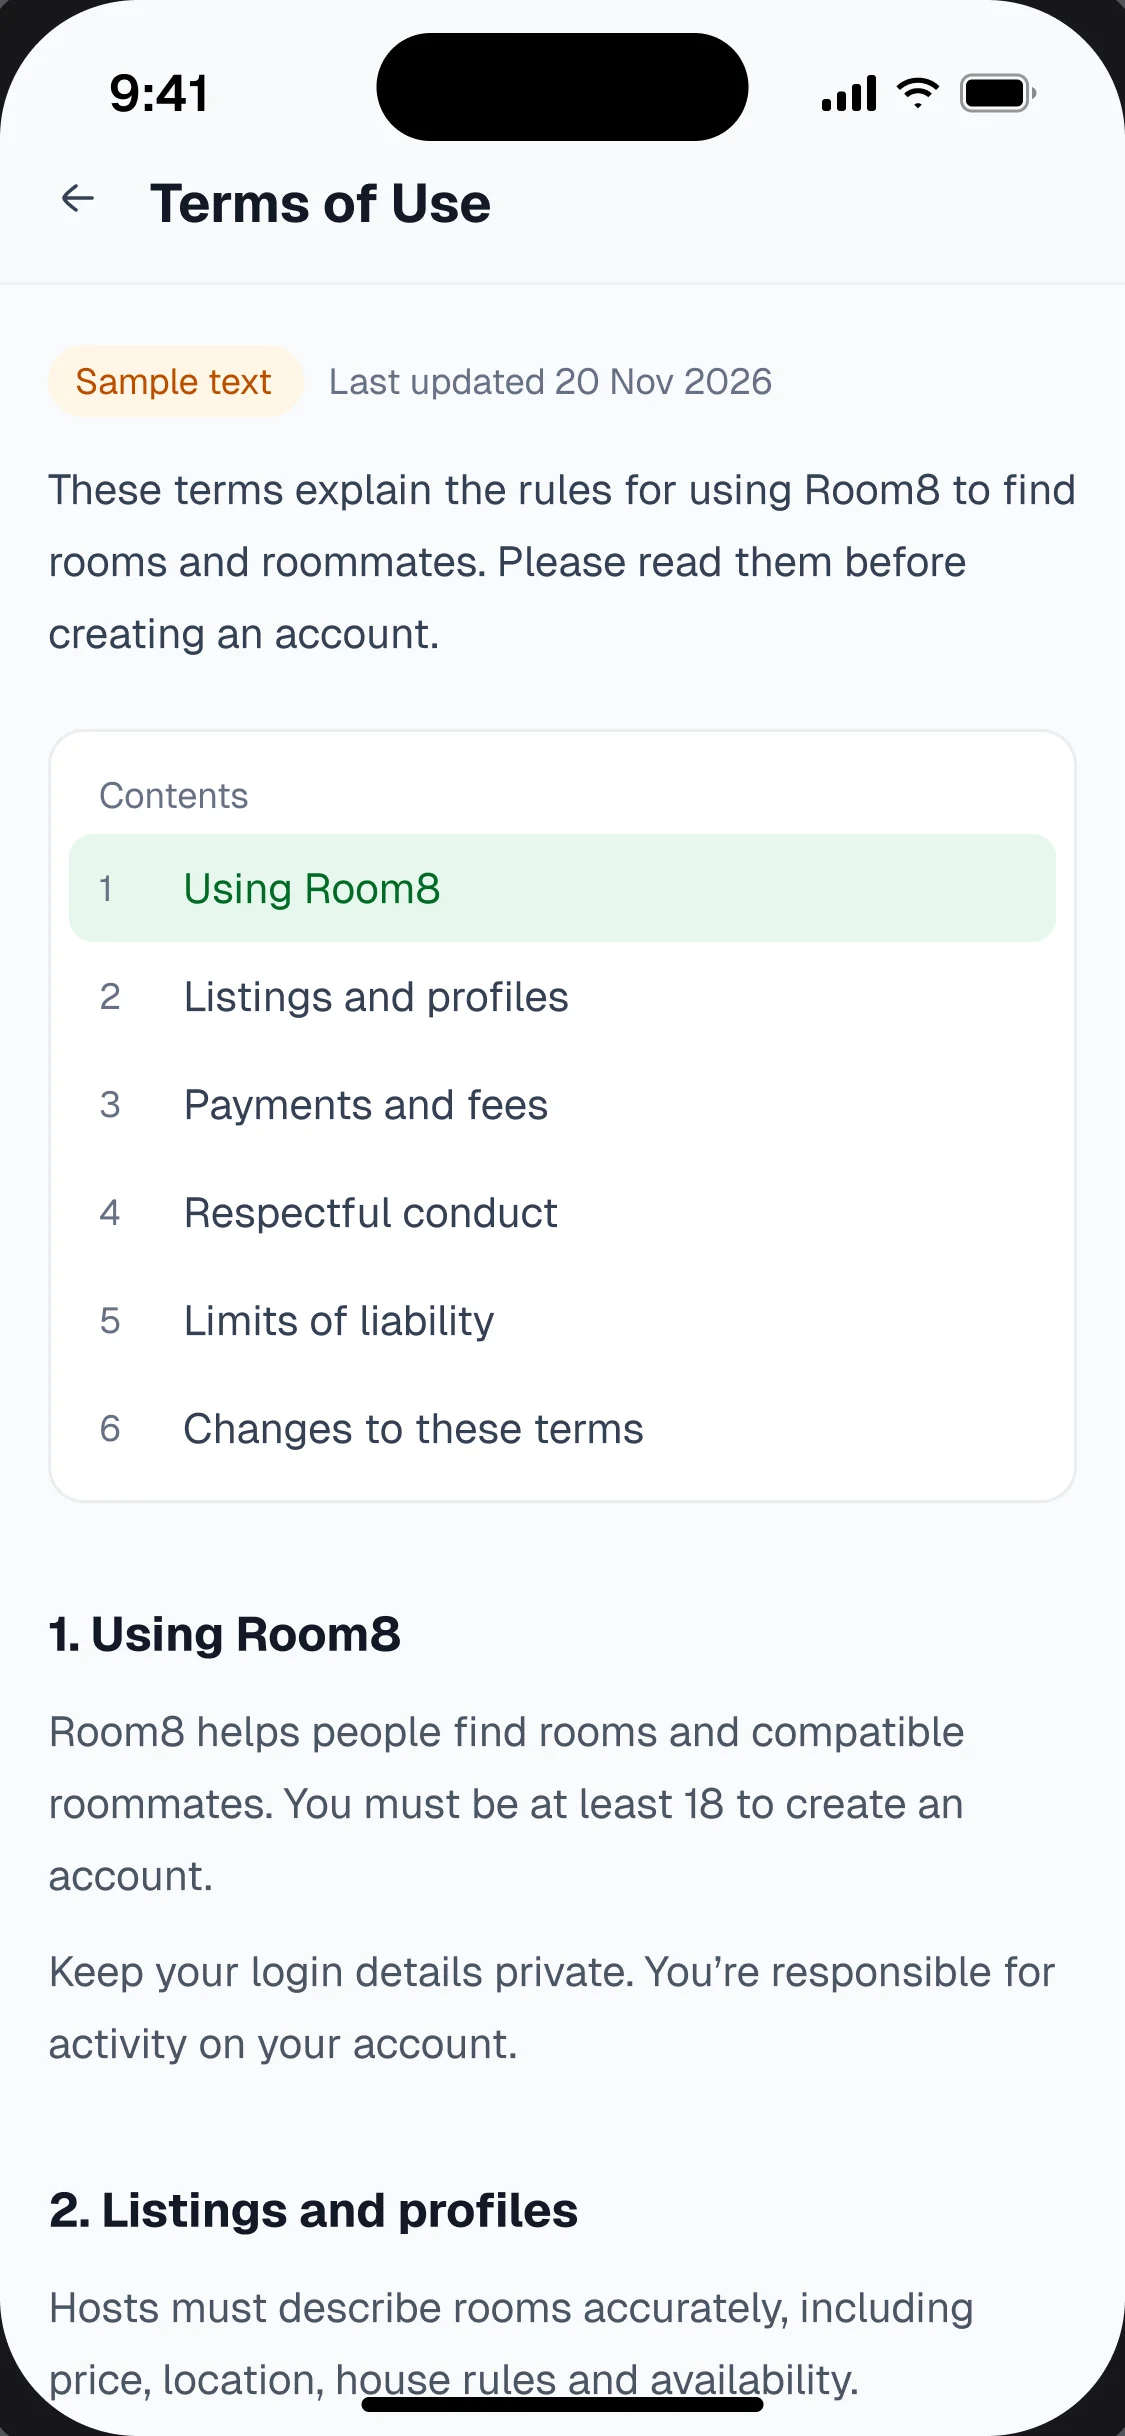 9:41
Terms of Use
Sample text Last updated 20 Nov 2026
These terms explain the rules for using Room8 to find
rooms and roommates. Please read them before
creating an account.
Contents
1 Using Room8
2 Listings and profiles
3 Payments and fees
4 Respectful conduct
5 Limits of liability
6 Changes to these terms
1. Using Room8
Room8 helps people find rooms and compatible
roommates. You must be at least 18 to create an
account.
Keep your login details private. You’re responsible for
activity on your account.
2. Listings and profiles
Hosts must describe rooms accurately, including
price, location, house rules and availability.